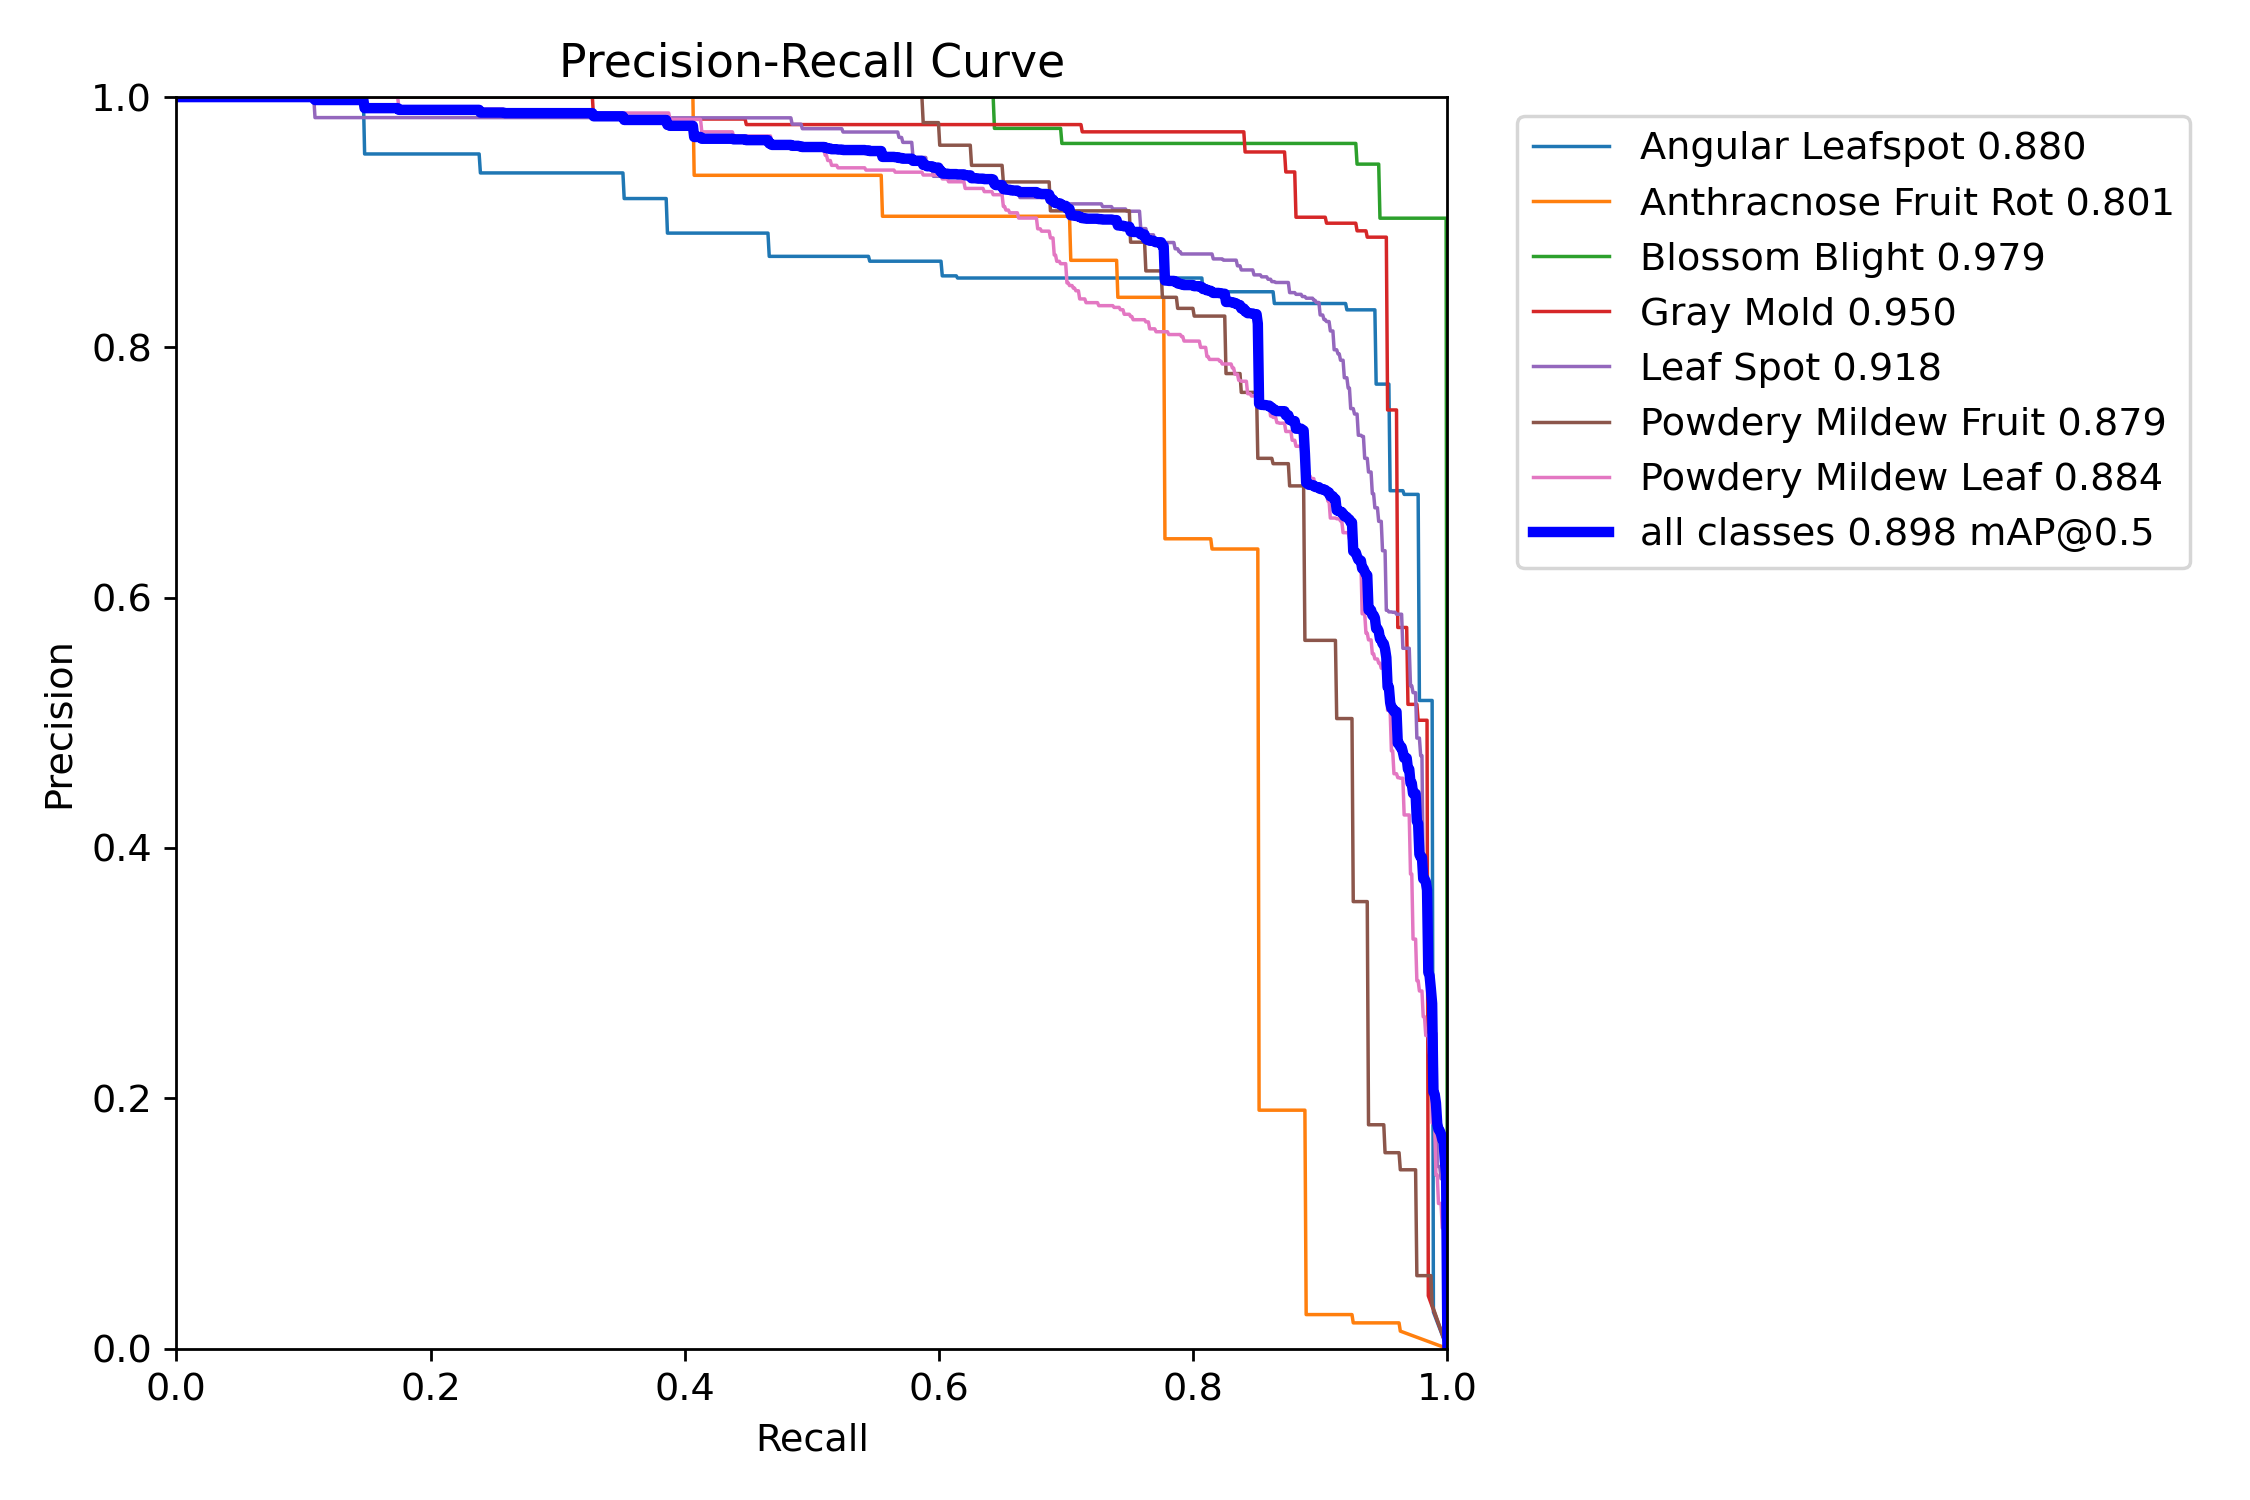 Precision-Recall Curve
1.0
0.8
0.6
0.4
0.2
0.0
Precision
0.0 0.2 0.4 0.6 0.8 1.0
Recall
Angular Leafspot 0.880
Anthracnose Fruit Rot 0.801
Blossom Blight 0.979
Gray Mold 0.950
Leaf Spot 0.918
Powdery Mildew Fruit 0.879
Powdery Mildew Leaf 0.884
all classes 0.898 mAP@0.5